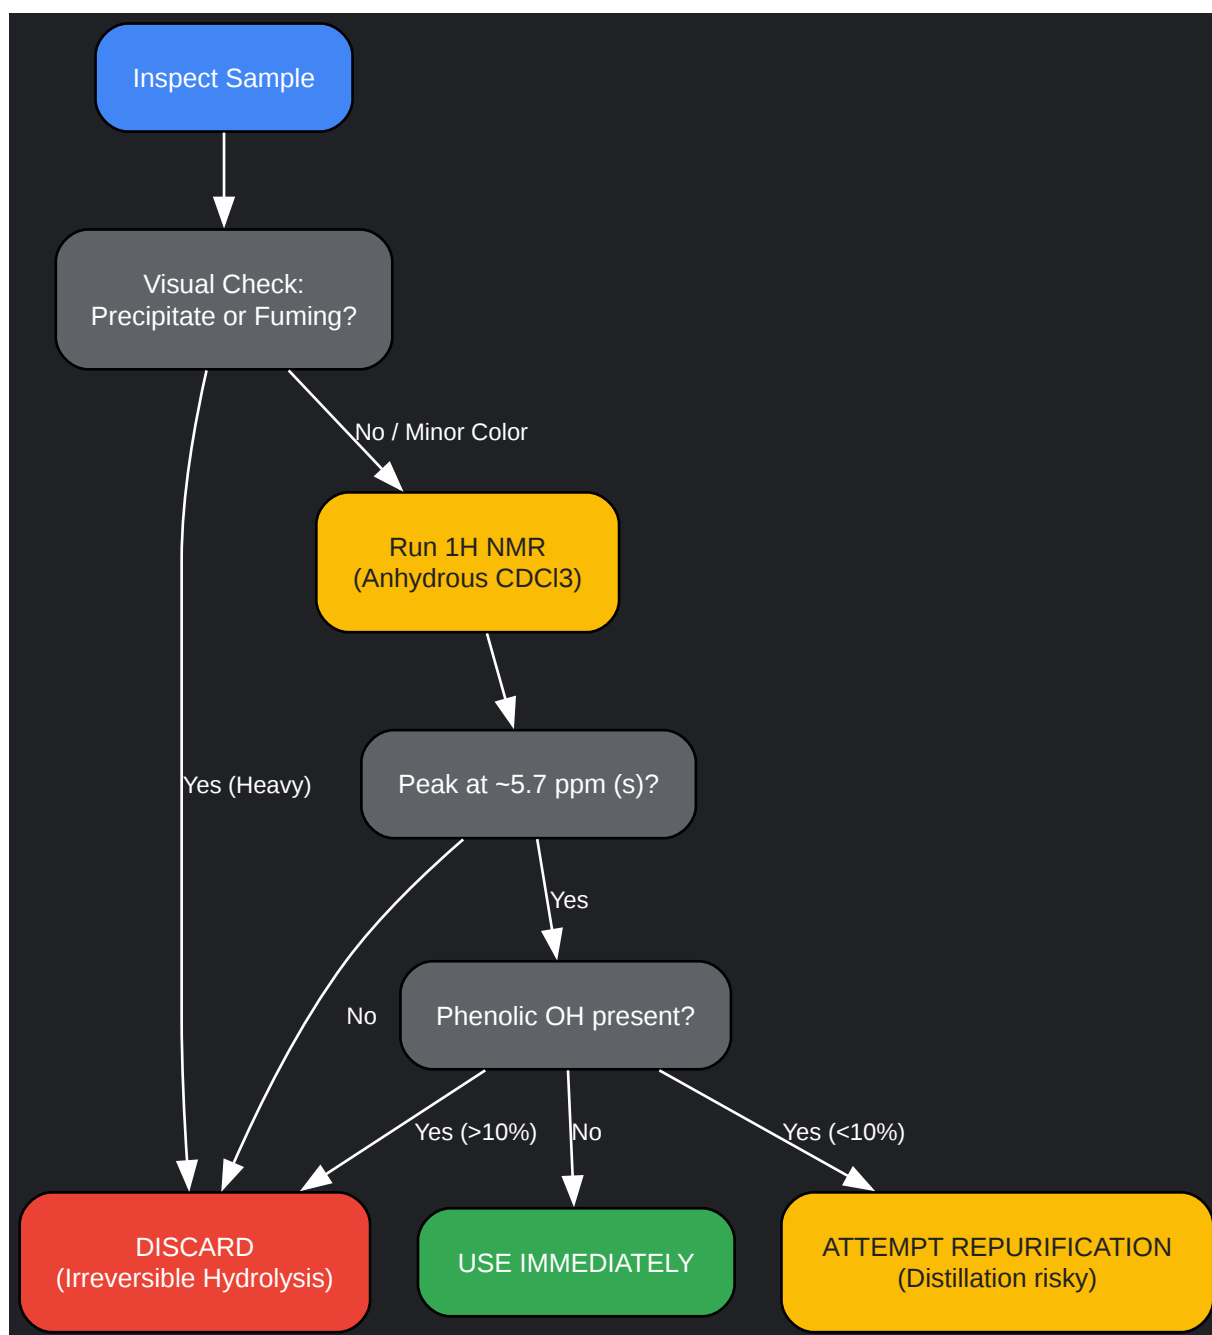 Inspect Sample
Visual Check:
Precipitate or Fuming?
No / Minor Color
Run 1H NMR
(Anhydrous CDCl3)
Yes (Heavy)
Peak at ~5.7 ppm (s)?
Yes
No
Phenolic OH present?
Yes (>10%)
No
Yes (<10%)
DISCARD
(Irreversible Hydrolysis)
USE IMMEDIATELY
ATTEMPT REPURIFICATION
(Distillation risky)